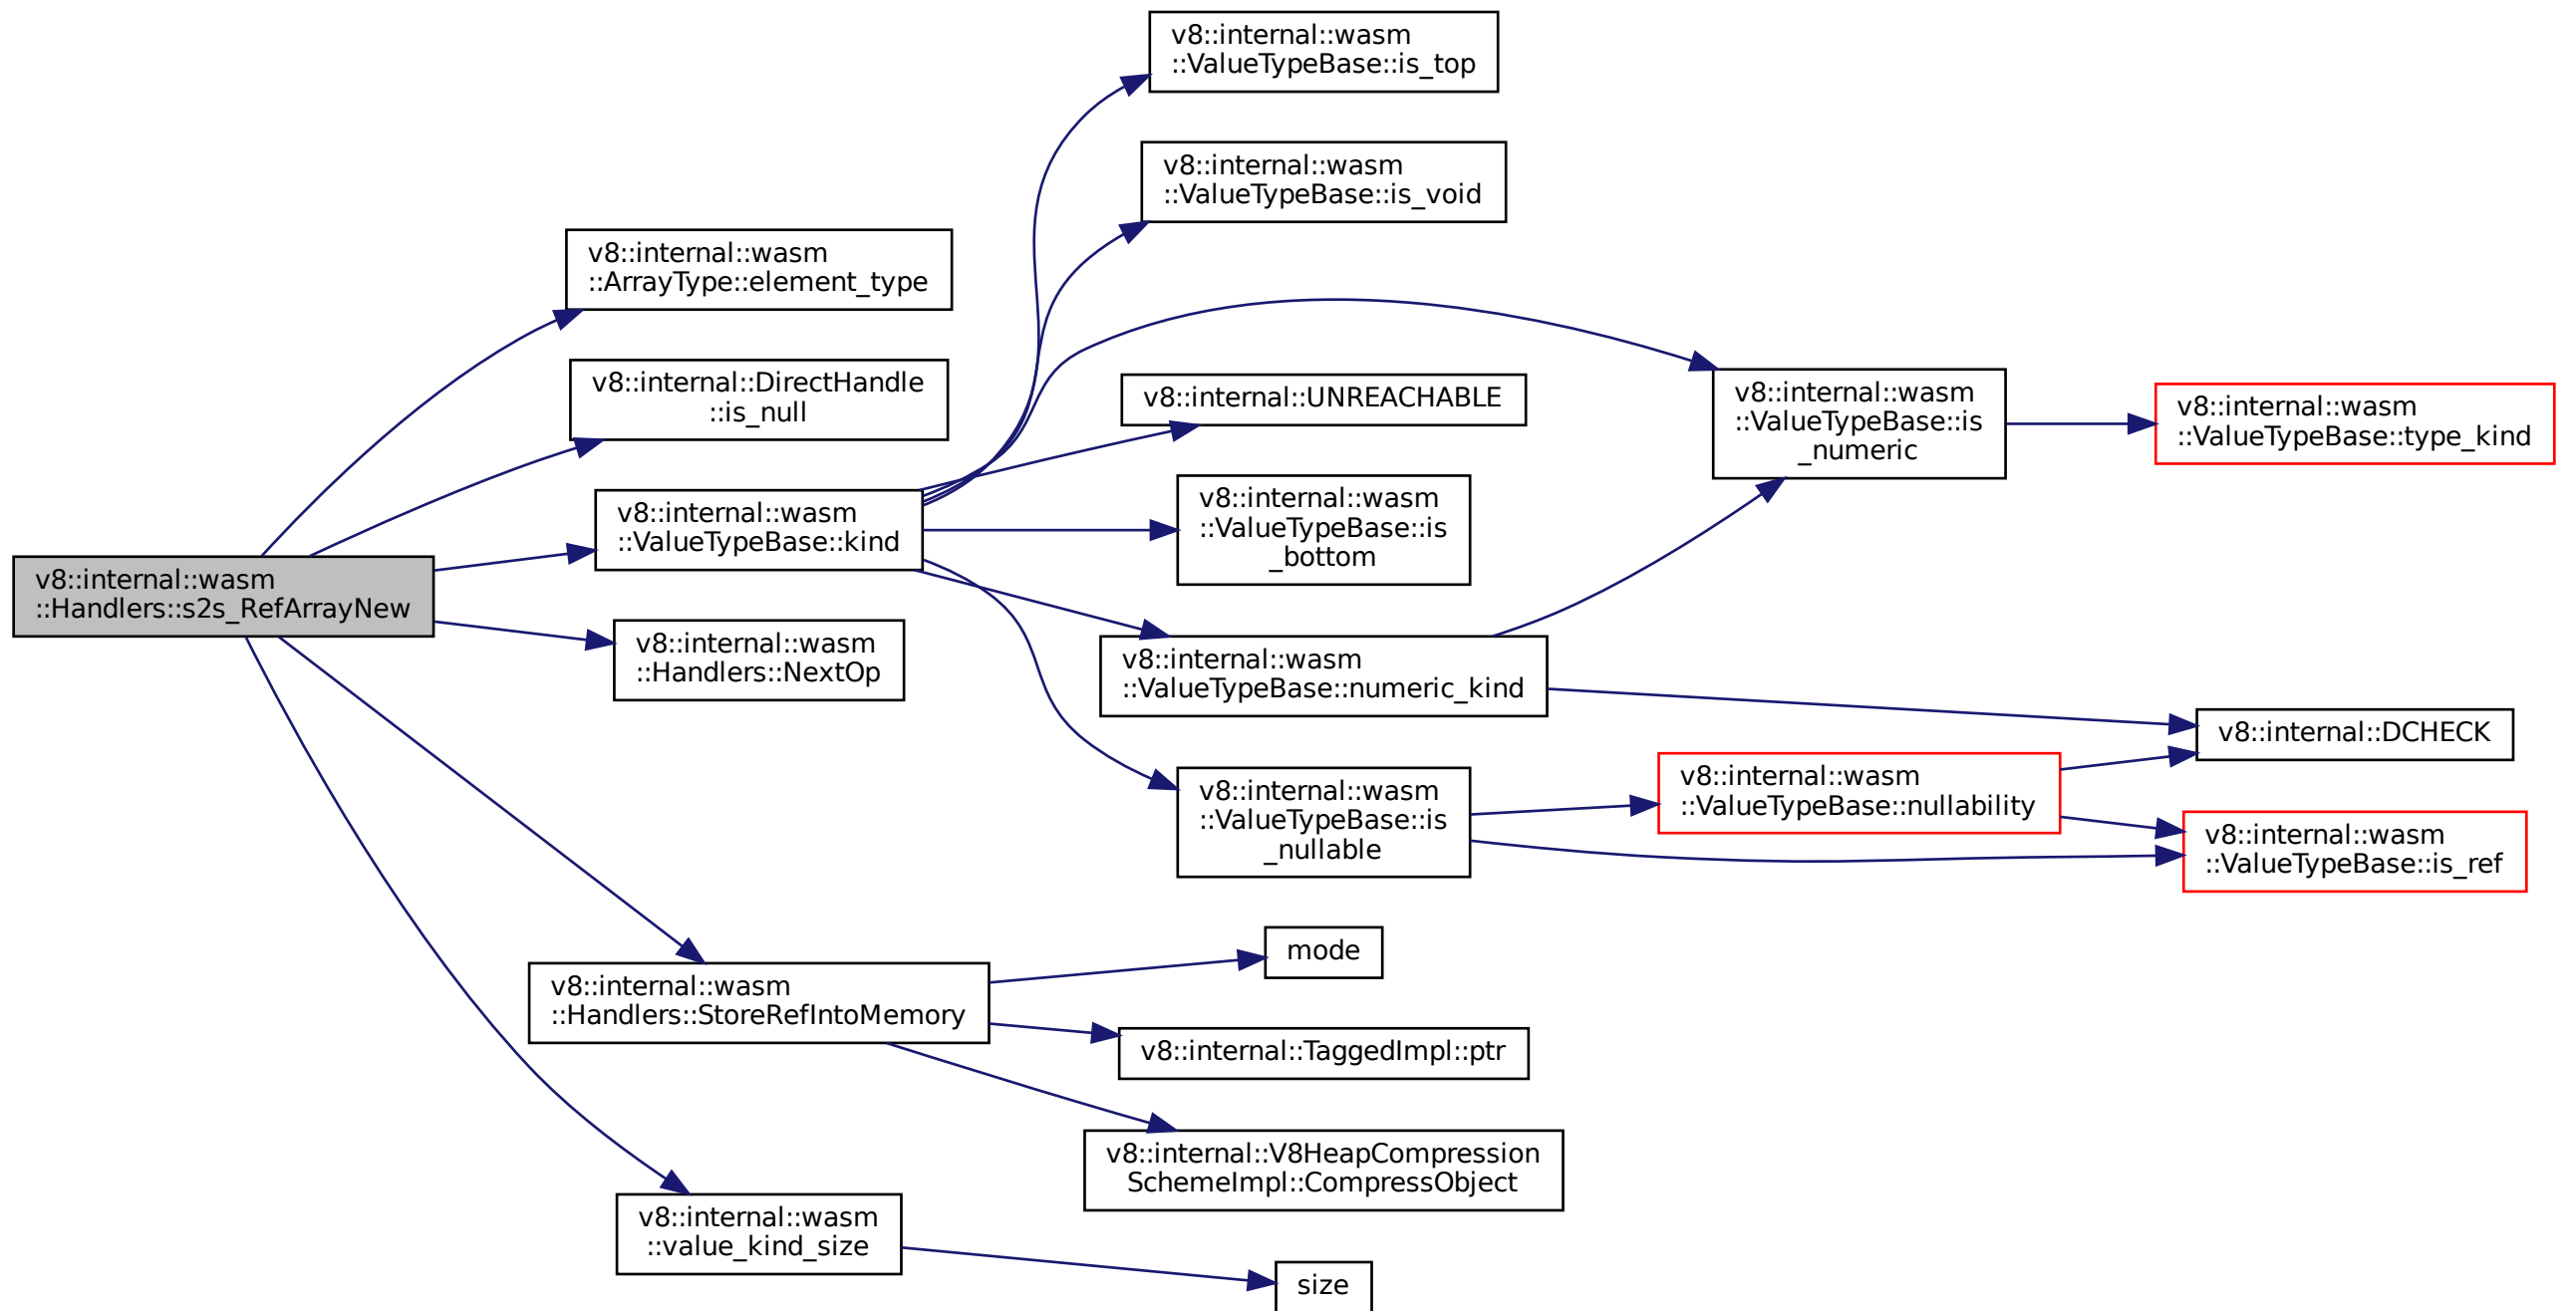 v8::internal::wasm
::Handlers::s2s_RefArrayNew
v8::internal::wasm
::ArrayType::element_type
v8::internal::DirectHandle
::is_null
v8::internal::wasm
::ValueTypeBase::kind
v8::internal::wasm
::Handlers::NextOp
v8::internal::wasm
::Handlers::StoreRefIntoMemory
v8::internal::wasm
::value_kind_size
v8::internal::wasm
::ValueTypeBase::is_top
v8::internal::wasm
::ValueTypeBase::is_void
v8::internal::UNREACHABLE
v8::internal::wasm
::ValueTypeBase::is
_bottom
v8::internal::wasm
::ValueTypeBase::numeric_kind
v8::internal::wasm
::ValueTypeBase::is
_nullable
mode
v8::internal::TaggedImpl::ptr
v8::internal::V8HeapCompression
SchemeImpl::CompressObject
size
v8::internal::wasm
::ValueTypeBase::is
_numeric
v8::internal::wasm
::ValueTypeBase::nullability
v8::internal::wasm
::ValueTypeBase::type_kind
v8::internal::DCHECK
v8::internal::wasm
::ValueTypeBase::is_ref